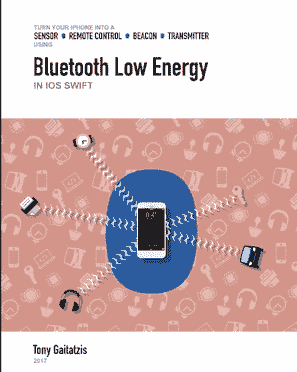 TURN YOUR IPHONE INTO A
SENSOR • REMOTE CONTROL • BEACON • TRANSMITTER
USING
Bluetooth Low Energy
IN IOS SWIFT
Tony Gaitatzis
2017